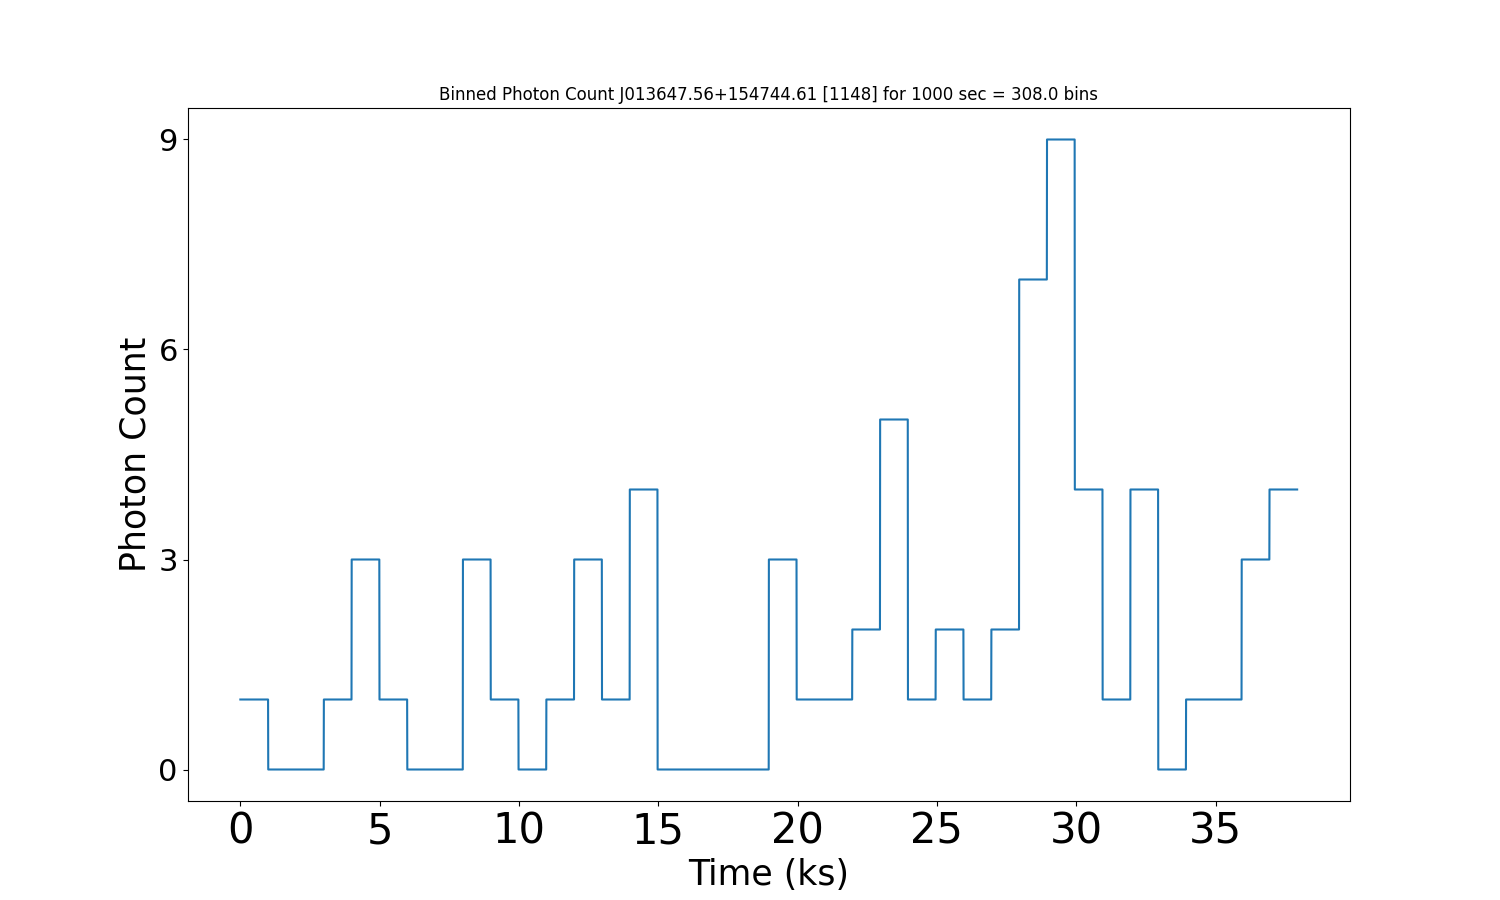 Binned Photon Count J013647.56+154744.61 [1148] for 1000 sec = 308.0 bins
9
6
3
0
Photon Count
0 5 10 15 20 25 30 35
Time (ks)